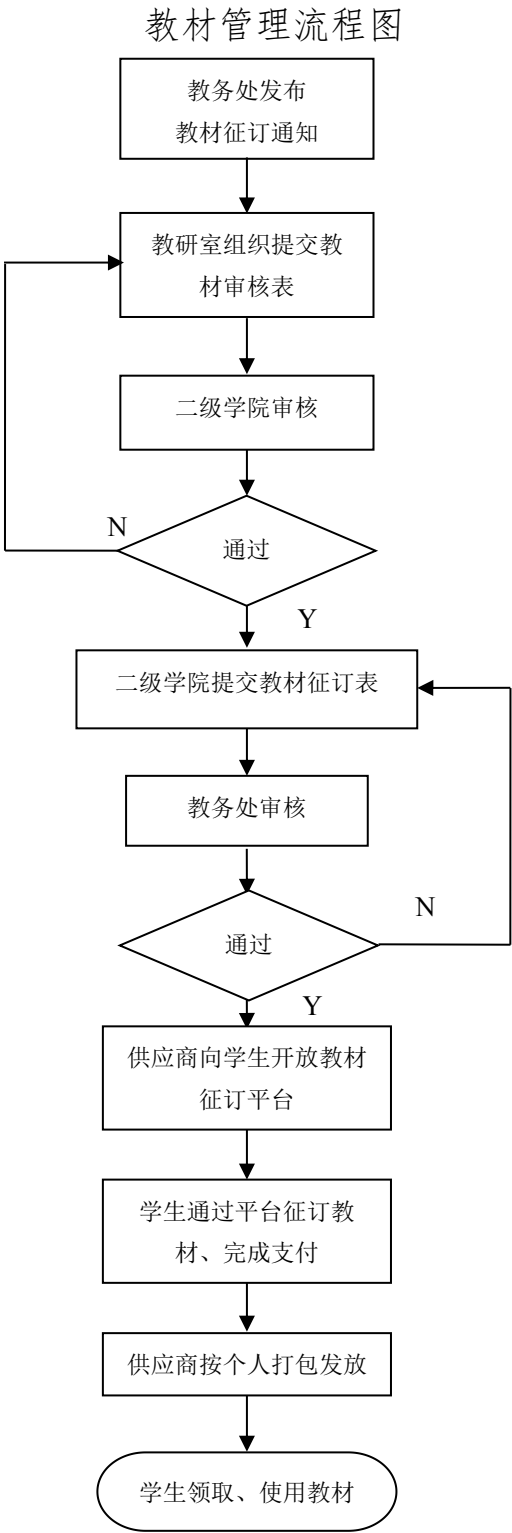 教材管理流程图
教务处发布
教材征订通知
教研室组织提交教
材审核表
二级学院审核
N
通过
Y
二级学院提交教材征订表
教务处审核
N
通过
Y
供应商向学生开放教材
征订平台
学生通过平台征订教
材、完成支付
供应商按个人打包发放
学生领取、使用教材